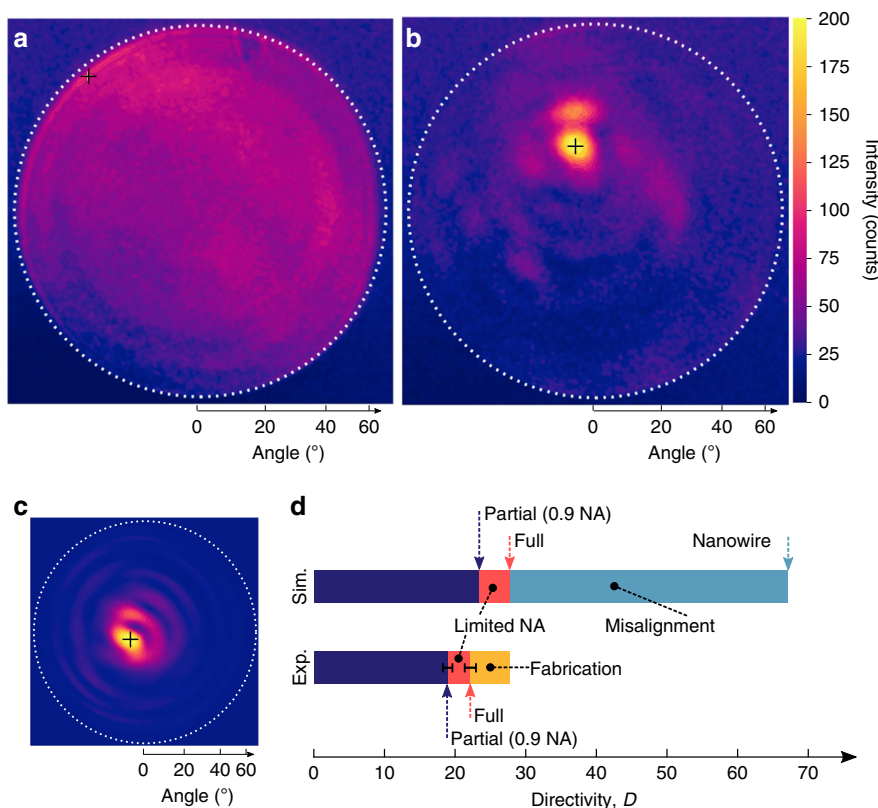 a
b
200
175
150
125
100
75
50
25
0
Intensity (counts)
0 20 40 60
Angle (°)
0 20 40 60
Angle (°)
c
0 20 40 60
Angle (°)
d
Partial (0.9 NA)
Full
Nanowire
Sim.
Limited NA
Misalignment
Exp.
Fabrication
Full
Partial (0.9 NA)
0 10 20 30 40 50 60 70
Directivity, D